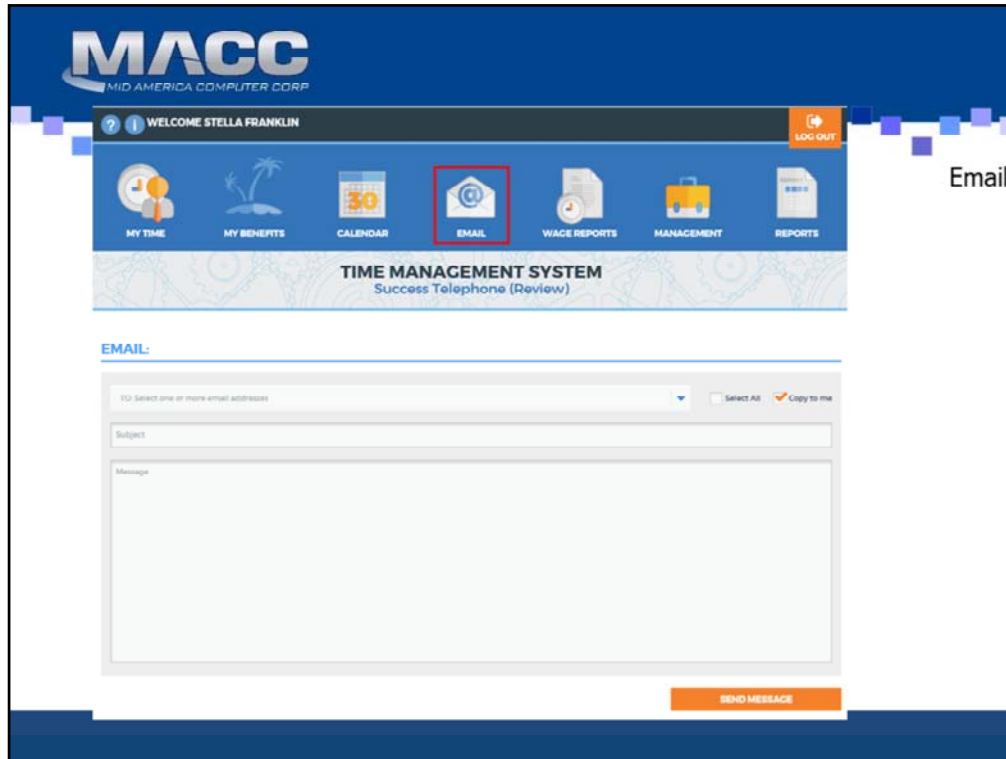 MACC
MID AMERICA COMPUTER CORP
? i WELCOME STELLA FRANKLIN
LOG OUT
Email
30
@
MY TIME
MY BENEFITS
CALENDAR
EMAIL
WAGE REPORTS
MANAGEMENT
REPORTS
TIME MANAGEMENT SYSTEM
Success Telephone (Review)
EMAIL:
TO: Select one or more email addresses
Select All
Copy to me
Subject
Message
SEND MESSAGE